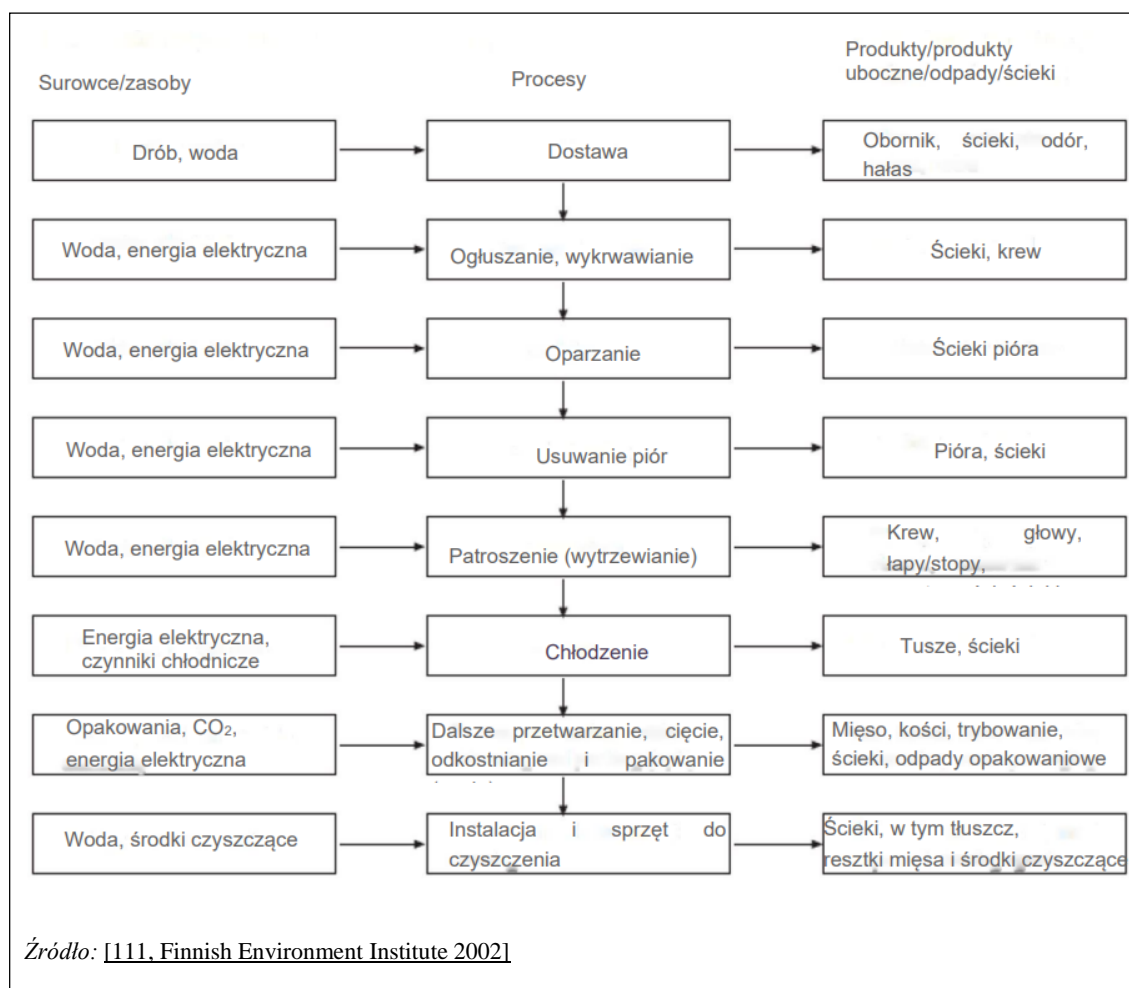 Surowce/zasoby
Procesy
Produkty/produkty
uboczne/odpady/ścieki
Drób, woda
Dostawa
Obornik, ścieki, odór,
hałas
Woda, energia elektryczna
Ogłuszanie, wykrwawianie
Ścieki, krew
Woda, energia elektryczna
Oparzanie
Ścieki pióra
Woda, energia elektryczna
Usuwanie piór
Pióra, ścieki
Woda, energia elektryczna
Patroszenie (wytrzewianie)
Krew, głowy,
łapy/stopy,
Energia elektryczna,
czynniki chłodnicze
Chłodzenie
Tusze, ścieki
Opakowania, CO₂,
energia elektryczna
Dalsze przetwarzanie, cięcie,
odkostnianie i pakowanie
Mięso, kości, trybowanie,
ścieki, odpady opakowaniowe
Woda, środki czyszczące
Instalacja i sprzęt do
czyszczenia
Ścieki, w tym tłuszcz,
resztki mięsa i środki czyszczące
Źródło: [111, Finnish Environment Institute 2002]